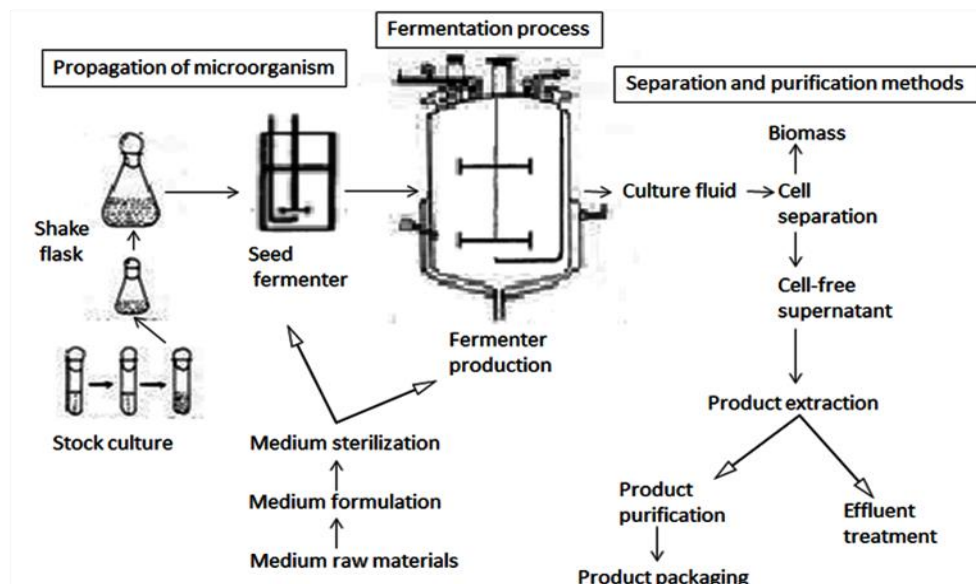 Fermentation process
Propagation of microorganism
Separation and purification methods
Shake
flask
Stock culture
Seed
fermenter
Fermenter
production
Medium sterilization
Medium formulation
Medium raw materials
Culture fluid
Biomass
Cell
separation
Cell-free
supernatant
Product extraction
Product
purification
Effluent
treatment
Product packaging